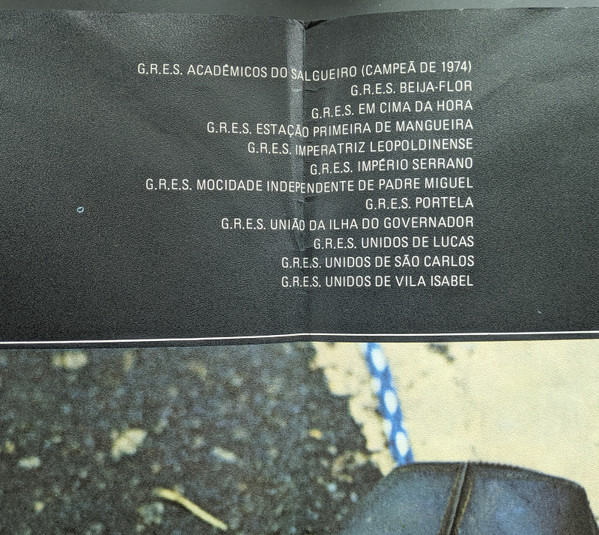 G.R.E.S. ACADÊMICOS DO SALGUEIRO (CAMPEÃ DE 1974)
G.R.E.S. BEIJA-FLOR
G.R.E.S. EM CIMA DA HORA
G.R.E.S. ESTAÇÃO PRIMEIRA DE MANGUEIRA
G.R.E.S. IMPERATRIZ LEOPOLDINENSE
G.R.E.S. IMPÉRIO SERRANO
G.R.E.S. MOCIDADE INDEPENDENTE DE PADRE MIGUEL
G.R.E.S. PORTELA
G.R.E.S. UNIÃO DA ILHA DO GOVERNADOR
G.R.E.S. UNIDOS DE LUCAS
G.R.E.S. UNIDOS DE SÃO CARLOS
G.R.E.S. UNIDOS DE VILA ISABEL